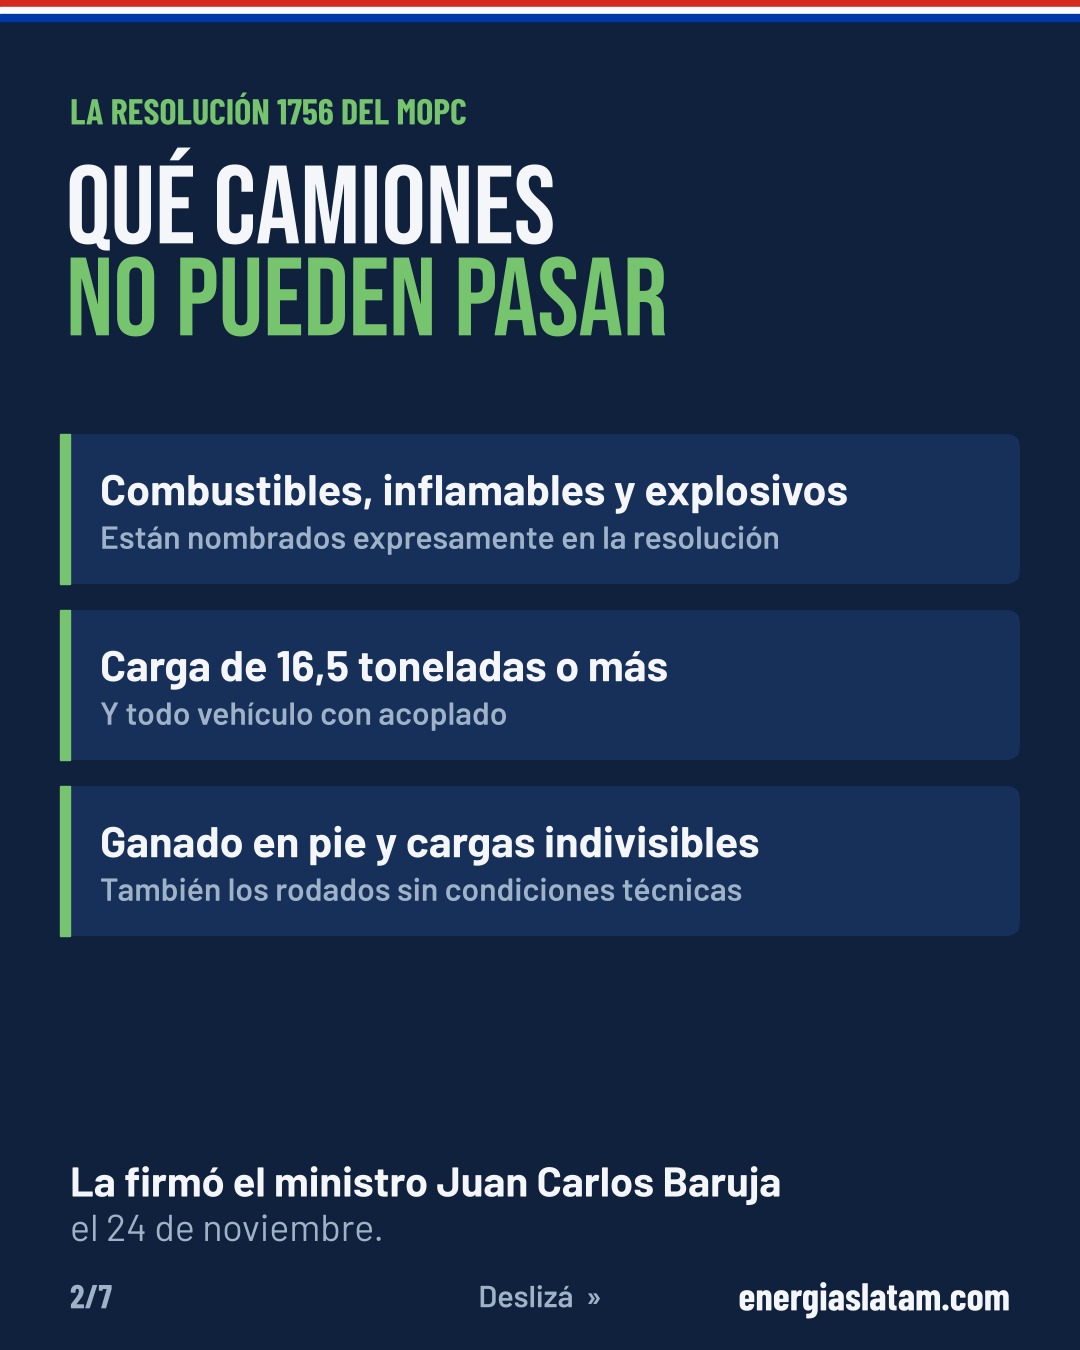 LA RESOLUCIÓN 1756 DEL MOPC
QUÉ CAMIONES
NO PUEDEN PASAR
Combustibles, inflamables y explosivos
Están nombrados expresamente en la resolución
Carga de 16,5 toneladas o más
Y todo vehículo con acoplado
Ganado en pie y cargas indivisibles
También los rodados sin condiciones técnicas
La firmó el ministro Juan Carlos Baruja
el 24 de noviembre.
2/7
Deslizá »
energiaslatam.com